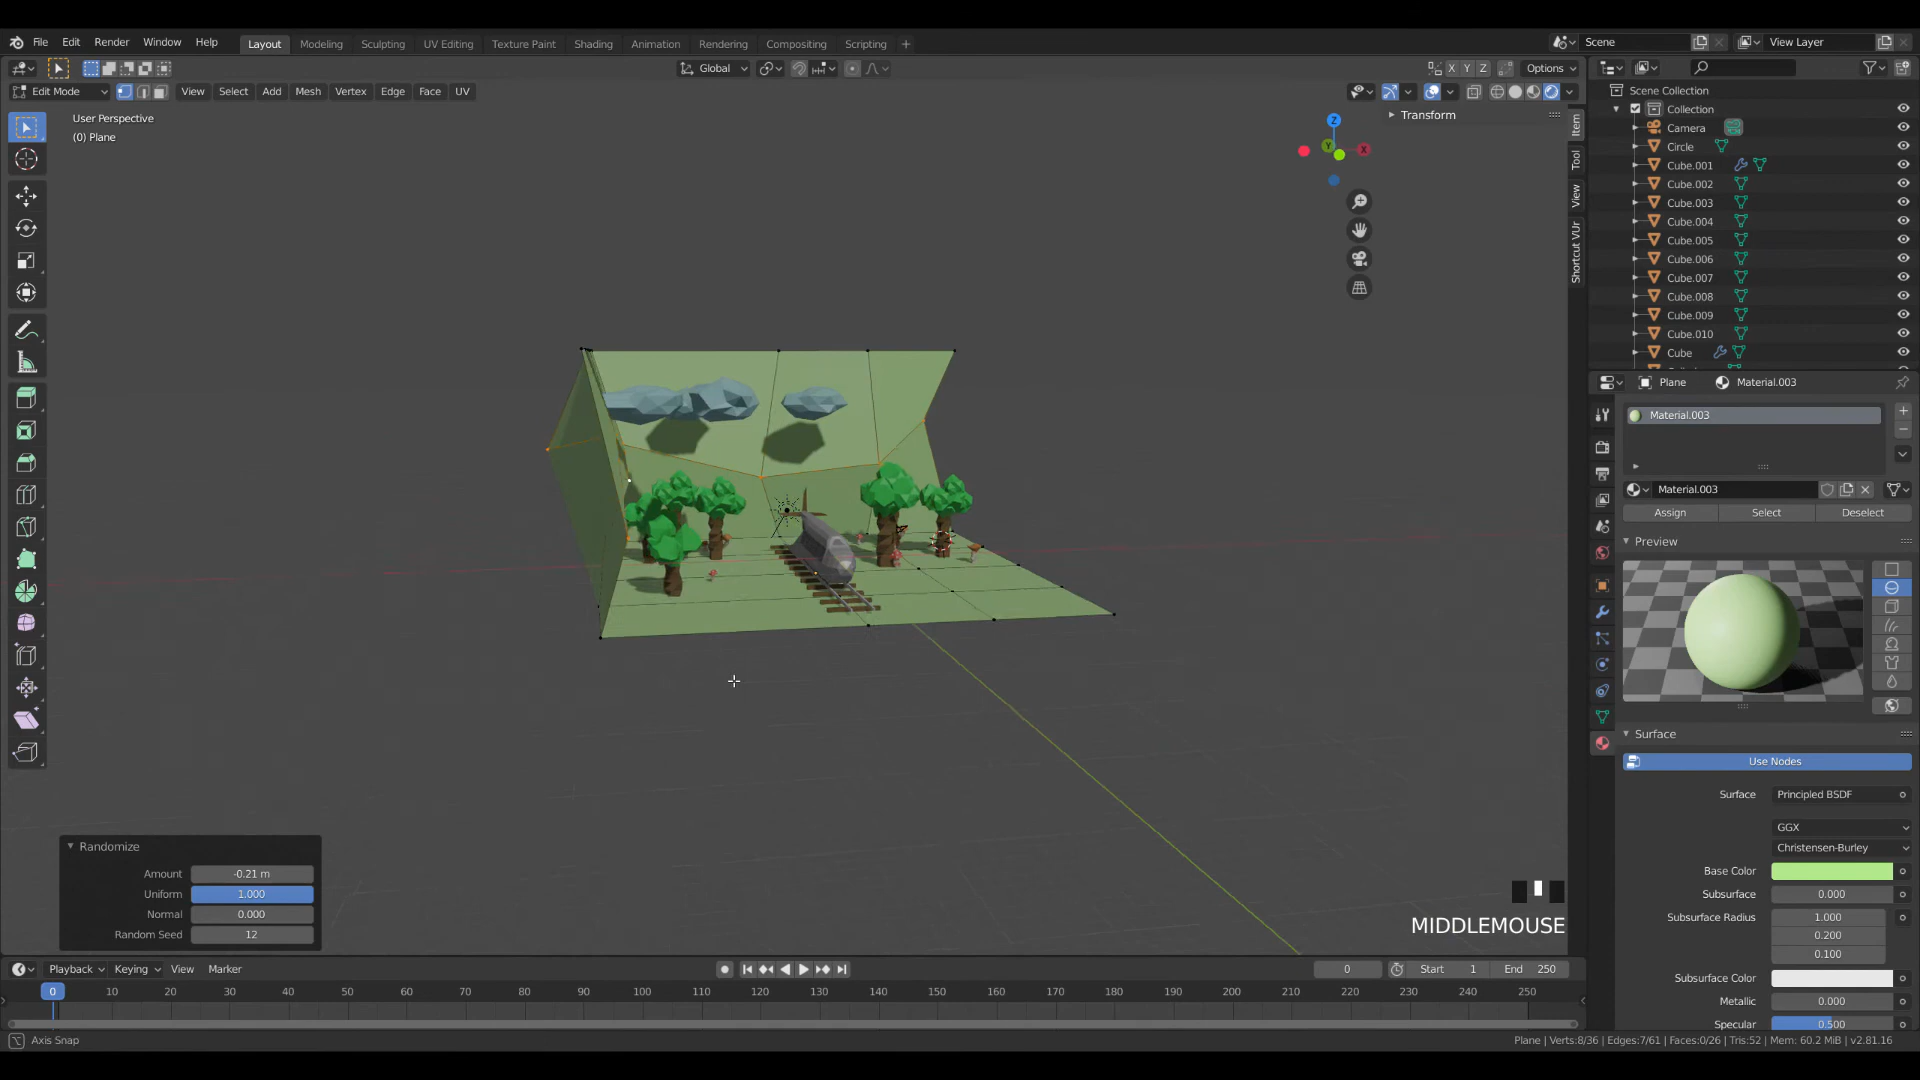 File Edit Render Window Help
Layout Modeling Sculpting UV Editing Texture Paint Shading Animation Rendering Compositing Scripting +
Scene
View Layer
Global
X Y Z
Options
Edit Mode
View Select Add Mesh Vertex Edge Face UV
User Perspective
(0) Plane
Transform
Item
Tool
View
Shortcut VUr
Z
Y
X
Scene Collection
Collection
Camera
Circle
Cube.001
Cube.002
Cube.003
Cube.004
Cube.005
Cube.006
Cube.007
Cube.008
Cube.009
Cube.010
Cube
Plane
Material.003
Material.003
Material.003
Assign
Select
Deselect
Preview
Surface
Use Nodes
Surface Principled BSDF
GGX
Christensen-Burley
Base Color
Subsurface 0.000
Subsurface Radius 1.000
0.200
0.100
Subsurface Color
Metallic 0.000
Specular 0.500
Randomize
Amount -0.21 m
Uniform 1.000
Normal 0.000
Random Seed 12
MIDDLEMOUSE
Playback Keying View Marker
0
Start 1
End 250
0 10 20 30 40 50 60 70 80 90 100 110 120 130 140 150 160 170 180 190 200 210 220 230 240 250
Axis Snap
Plane | Verts:8/36 | Edges:7/61 | Faces:0/26 | Tris:52 | Mem: 60.2 MiB | v2.81.16